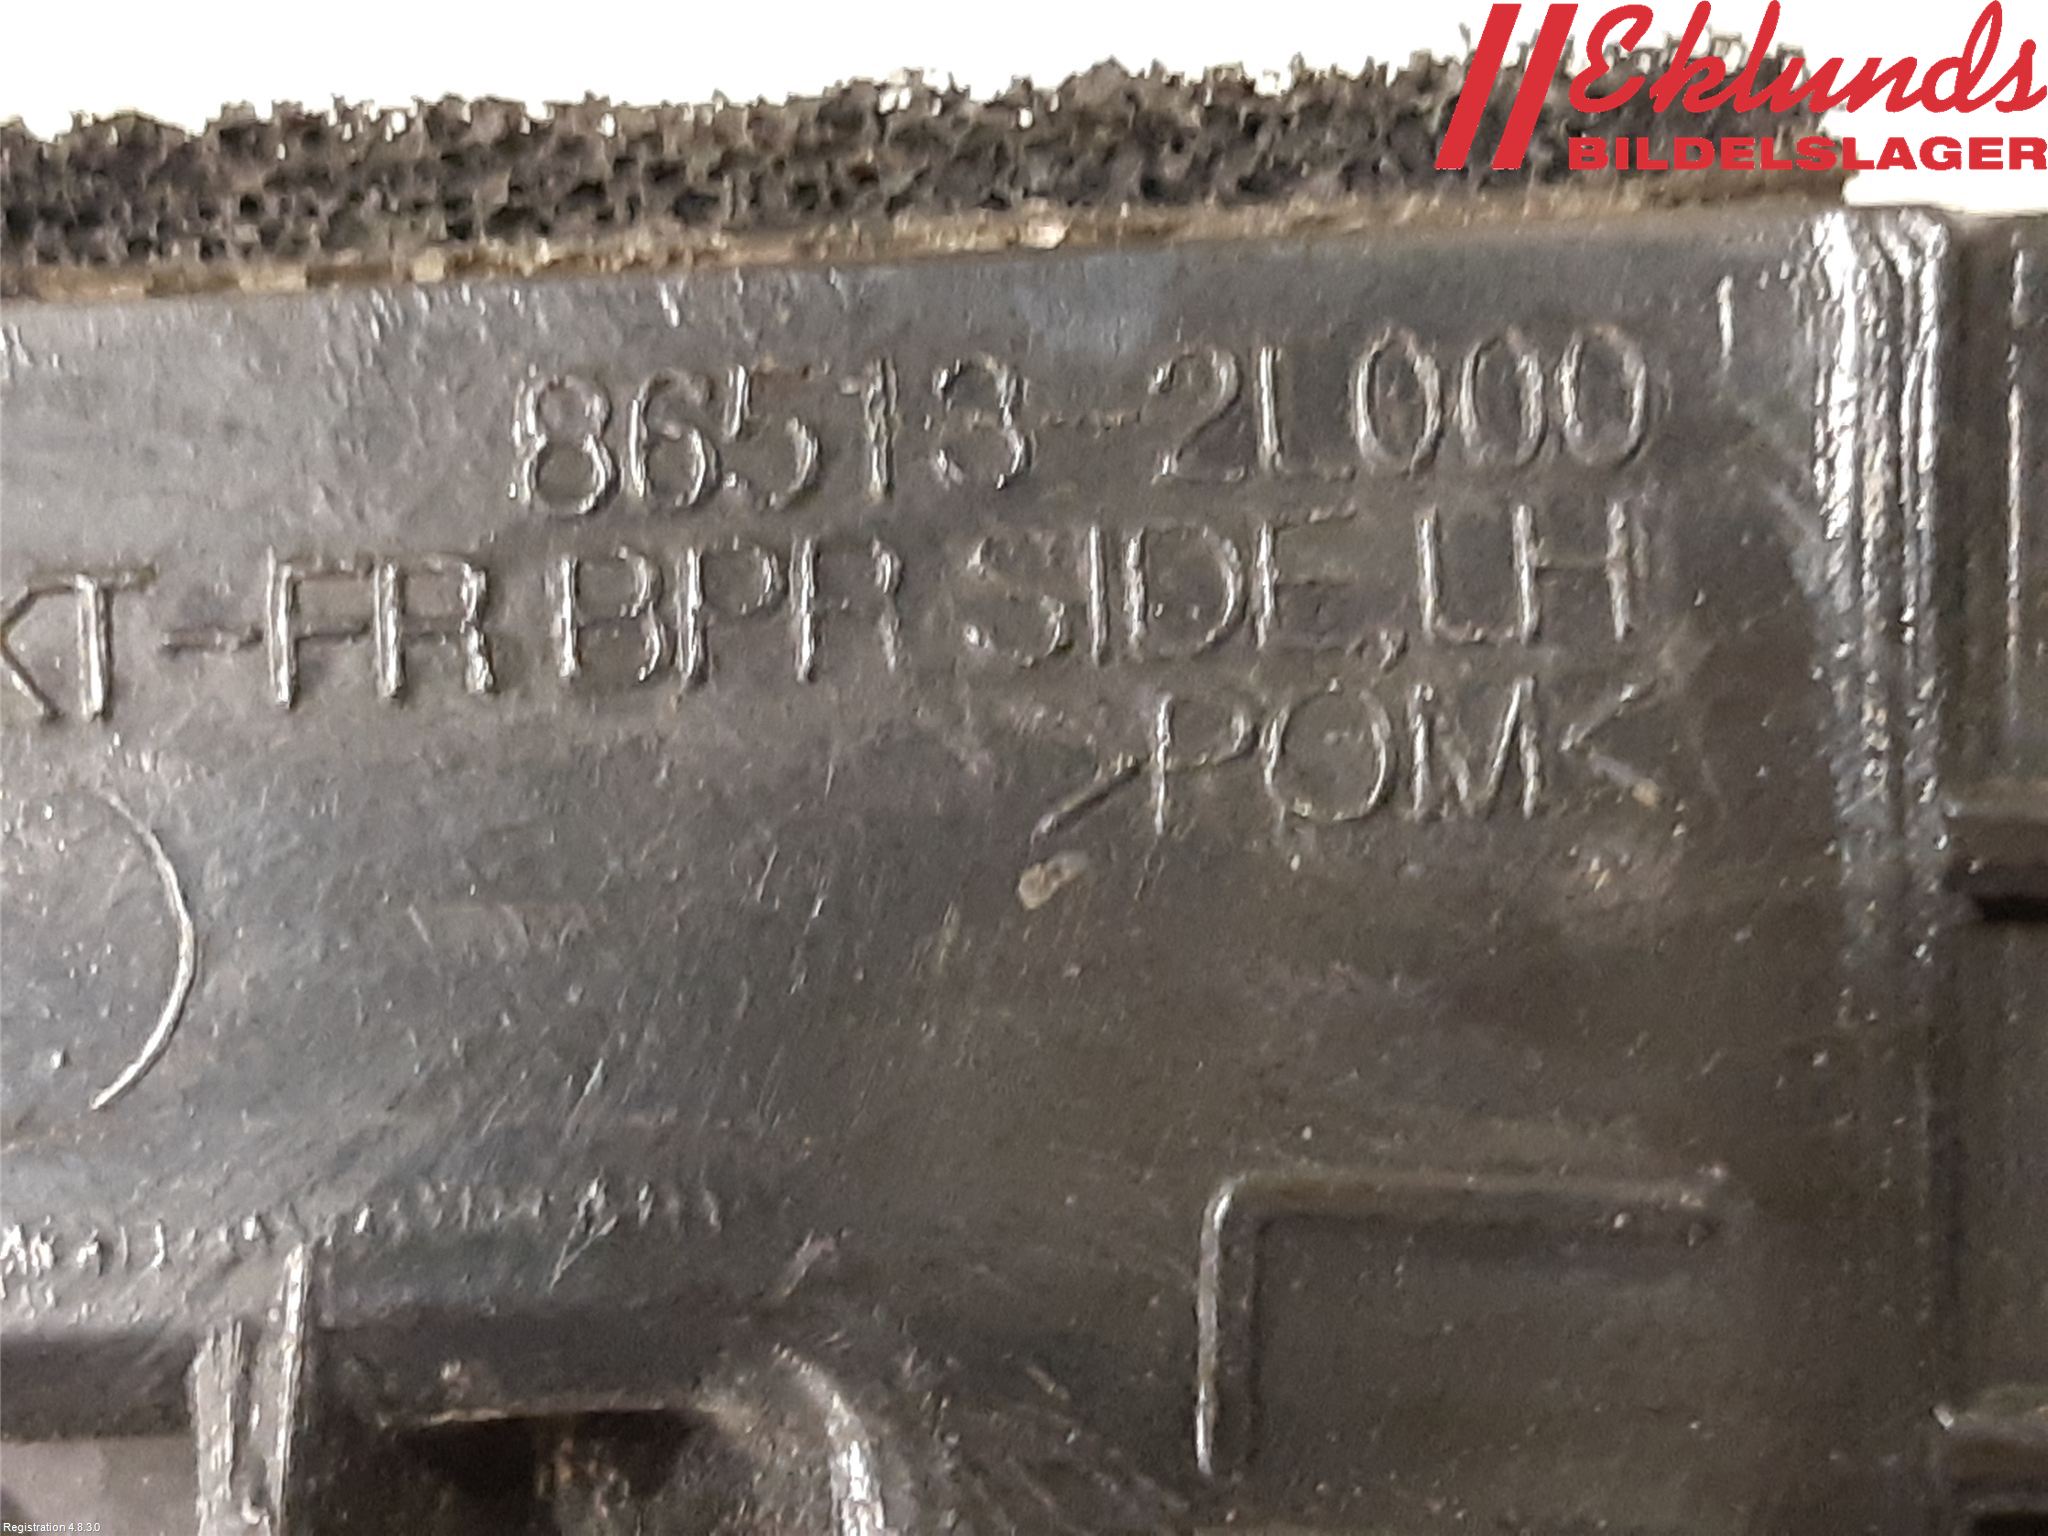 Eklunds
BILDELSLAGER
86513-2L000
KT-FR BPR SIDE, LH
>POM<
Registration 4.8.3.0